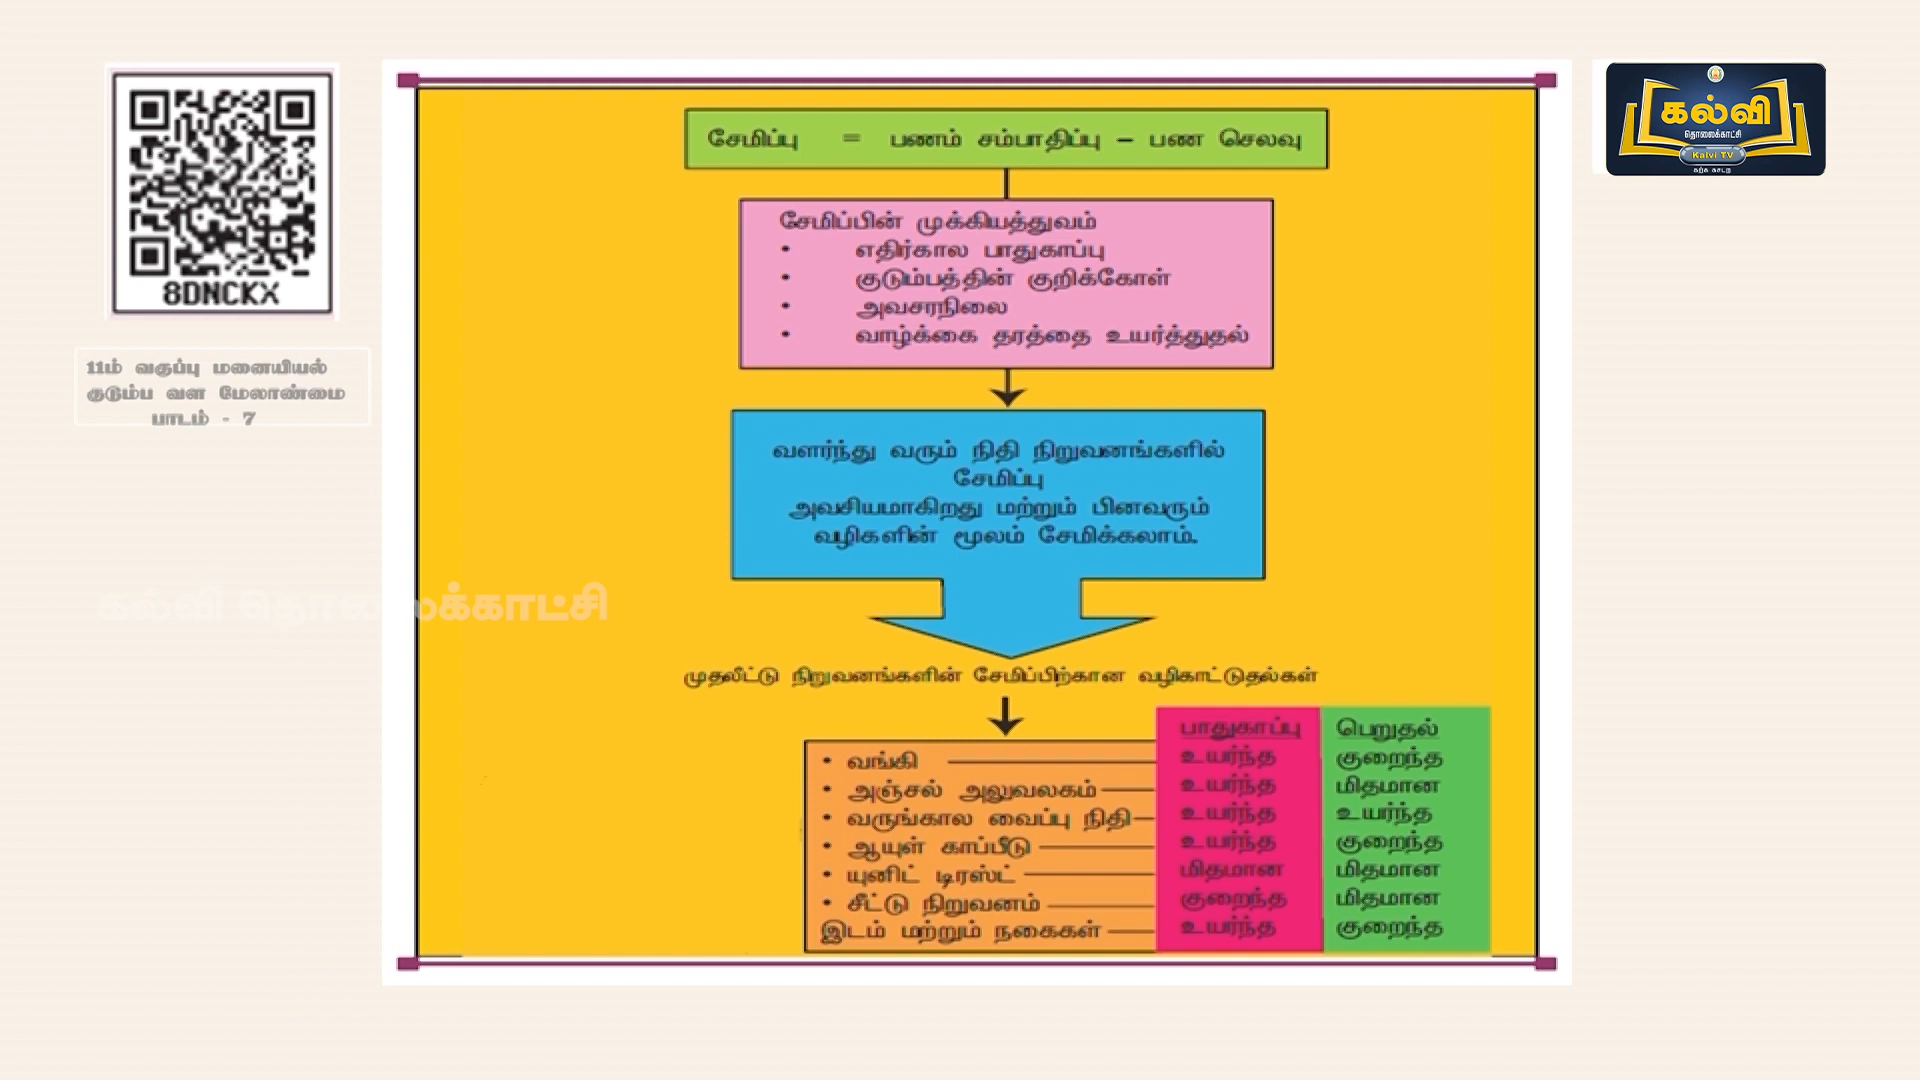 8DNCKX
11ம் வகுப்பு மனையியல்
குடும்ப வள மேலாண்மை
பாடம் - 7
கல்வி
தொலைக்காட்சி
Kalvi TV
கற்க கசடற
சேமிப்பு = பணம் சம்பாதிப்பு – பண செலவு
சேமிப்பின் முக்கியத்துவம்
• எதிர்கால பாதுகாப்பு
• குடும்பத்தின் குறிக்கோள்
• அவசரநிலை
• வாழ்க்கை தரத்தை உயர்த்துதல்
வளர்ந்து வரும் நிதி நிறுவனங்களில்
சேமிப்பு
அவசியமாகிறது மற்றும் பினவரும்
வழிகளின் மூலம் சேமிக்கலாம்.
கல்வி தொலைக்காட்சி
முதலீட்டு நிறுவனங்களின் சேமிப்பிற்கான வழிகாட்டுதல்கள்
பாதுகாப்பு பெறுதல்
• வங்கி உயர்ந்த குறைந்த
• அஞ்சல் அலுவலகம் உயர்ந்த மிதமான
• வருங்கால வைப்பு நிதி உயர்ந்த உயர்ந்த
• ஆயுள் காப்பீடு உயர்ந்த குறைந்த
• யுனிட் டிரஸ்ட் மிதமான மிதமான
• சீட்டு நிறுவனம் குறைந்த மிதமான
இடம் மற்றும் நகைகள் உயர்ந்த குறைந்த